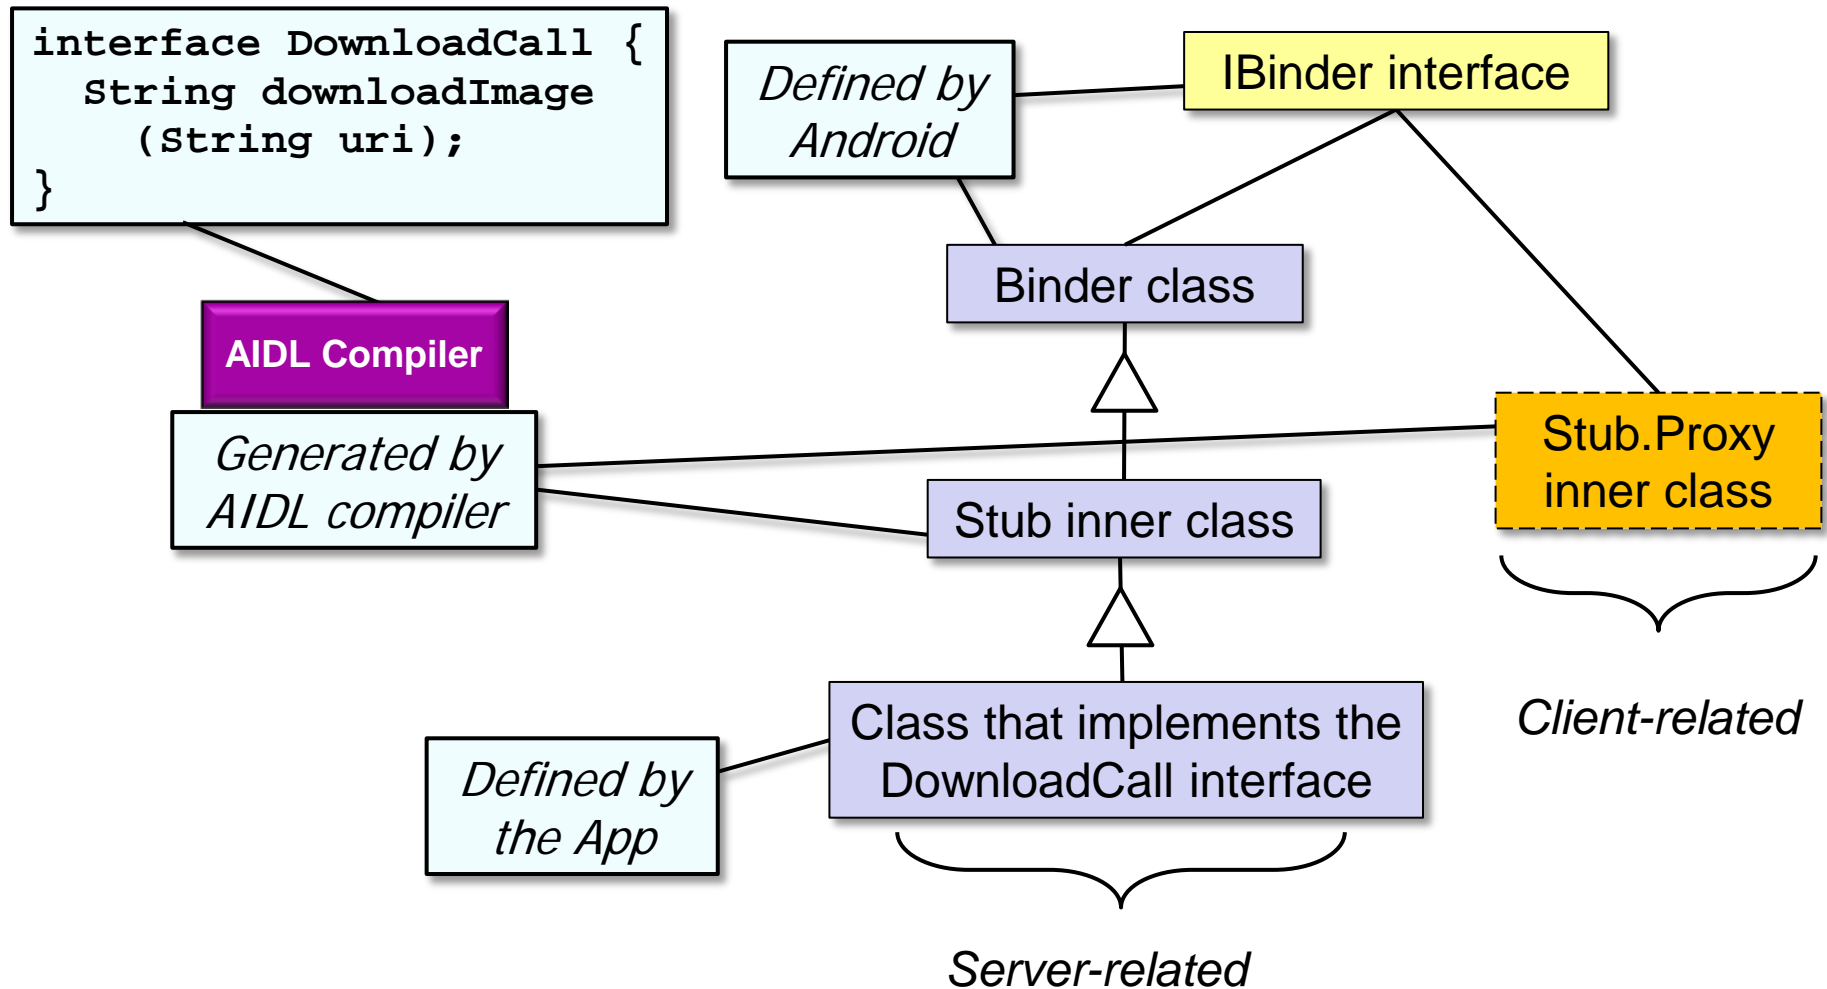 interface DownloadCall {
String downloadImage
(String uri);
}
Defined by
Android
IBinder interface
Binder class
AIDL Compiler
Generated by
AIDL compiler
Stub.Proxy
inner class
Stub inner class
Client-related
Class that implements the
DownloadCall interface
Defined by
the App
Server-related